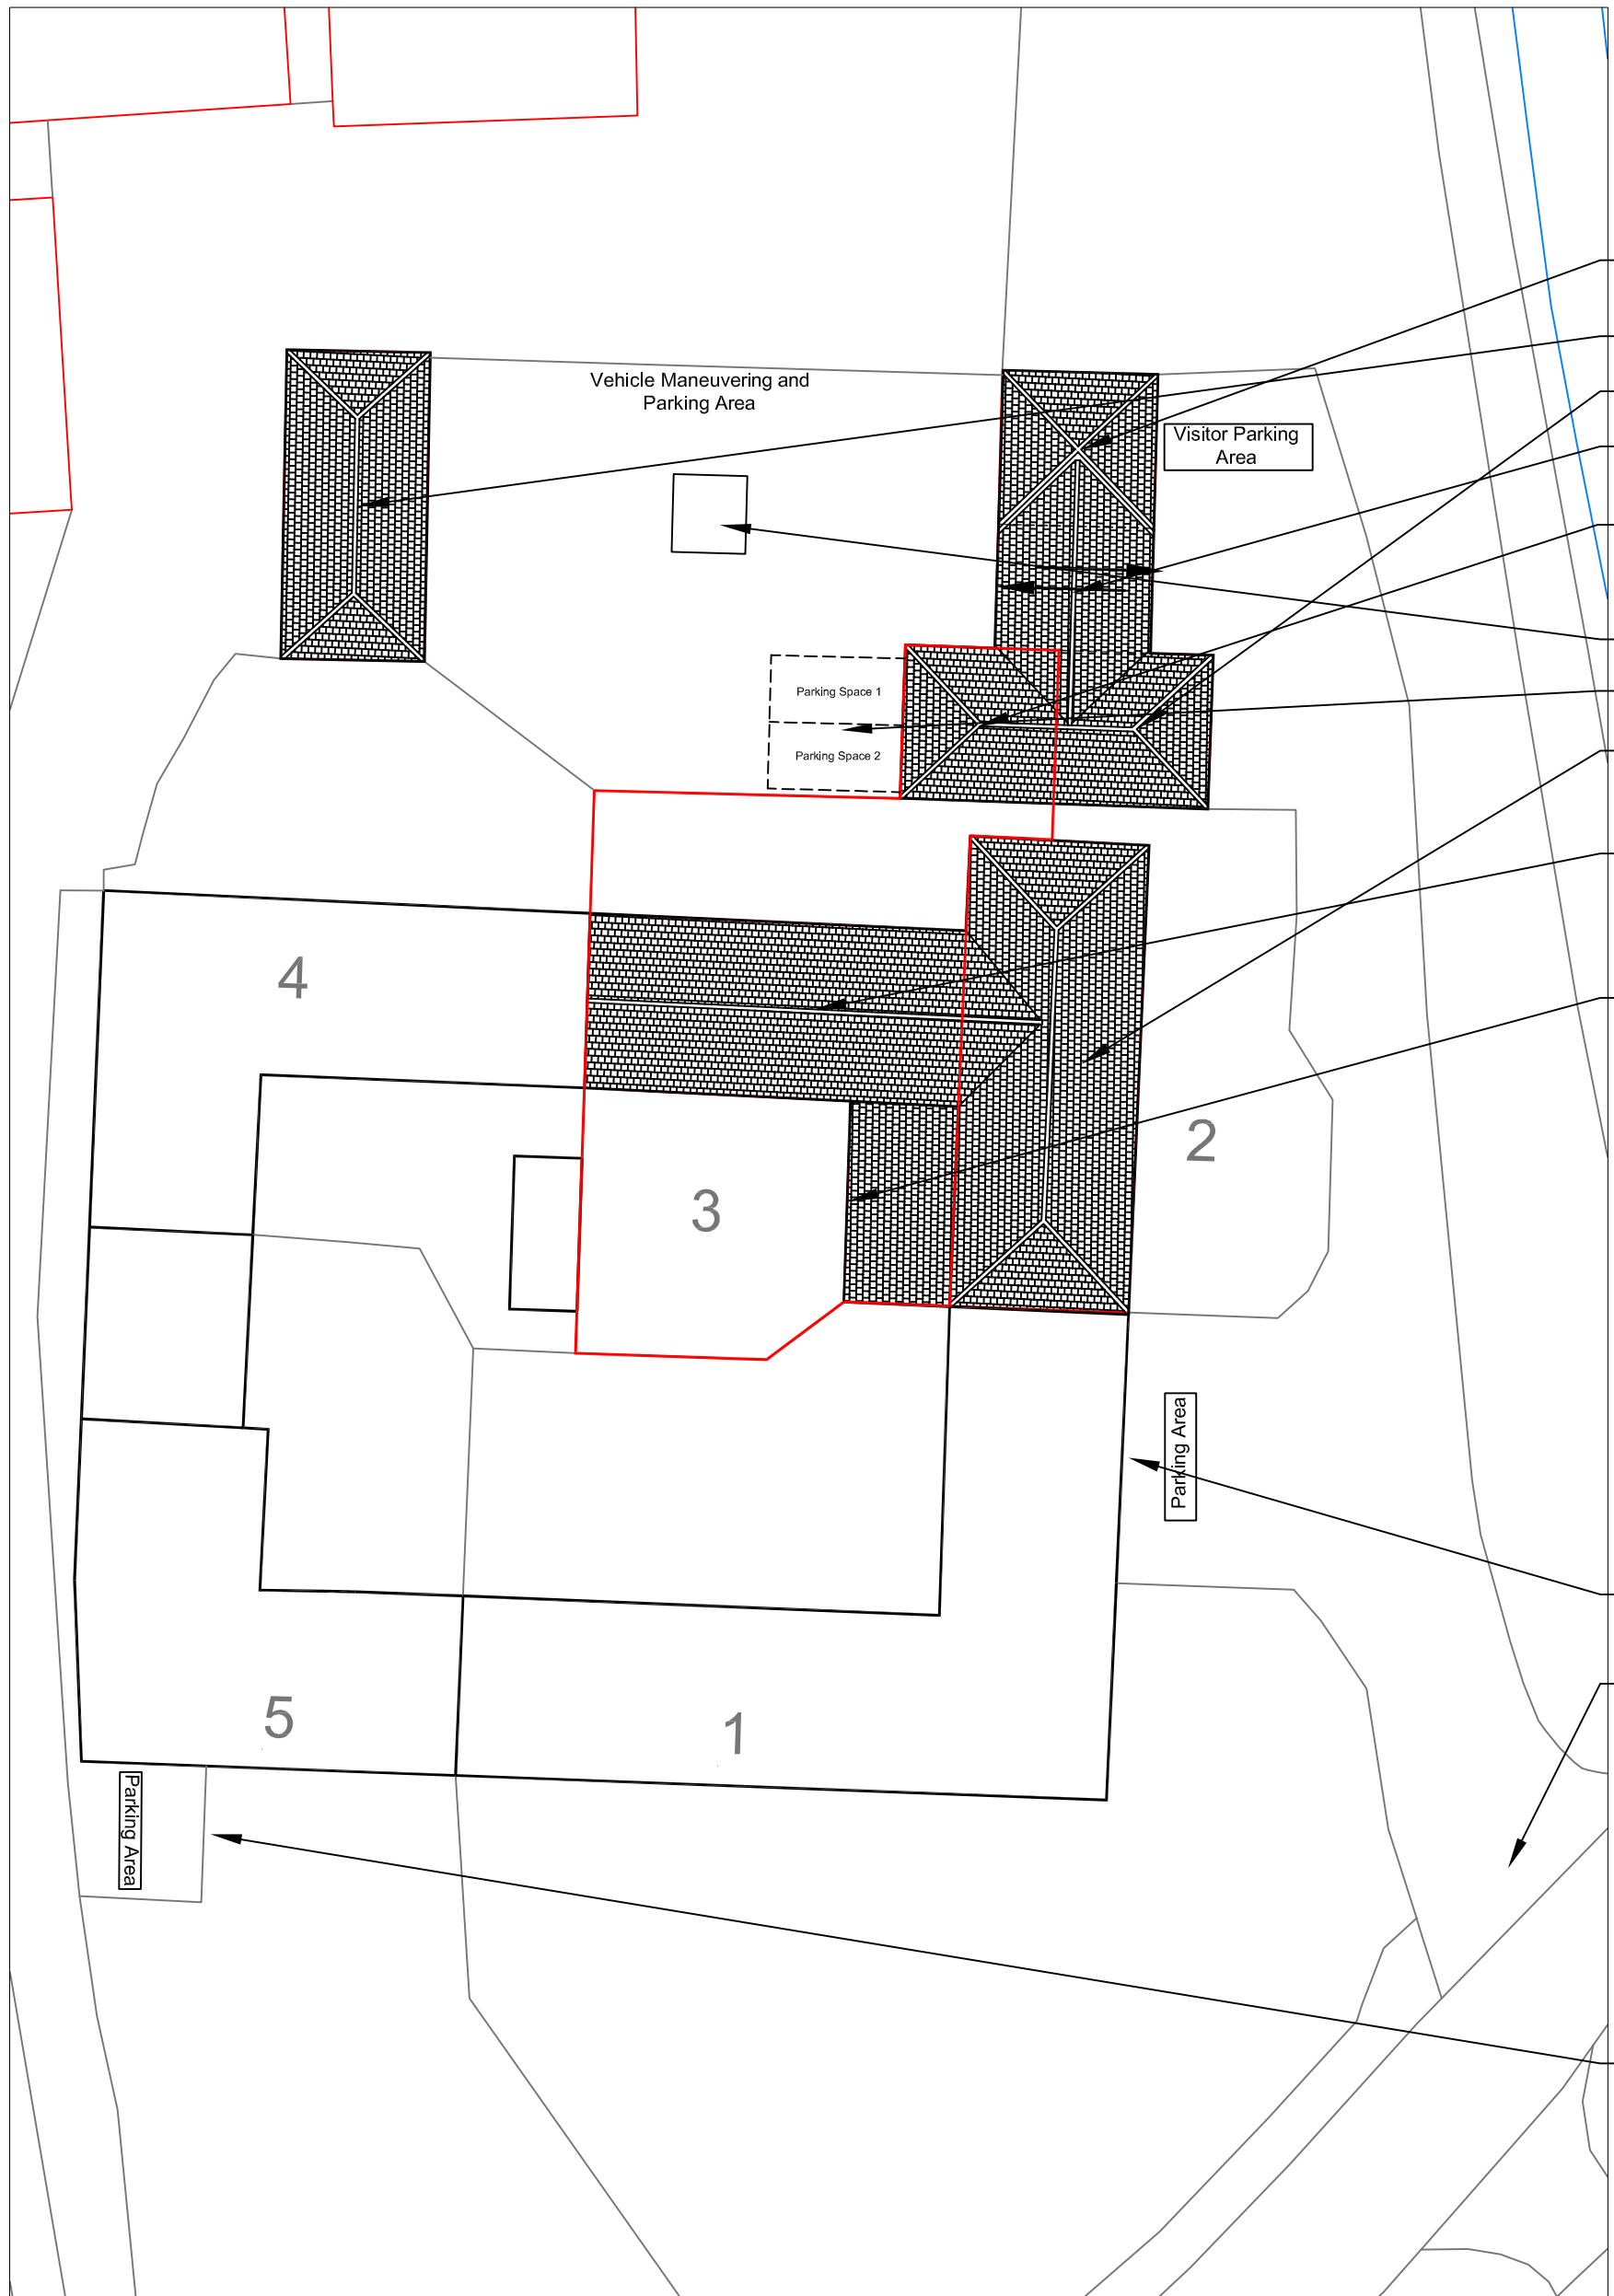 Vehicle Maneuvering and
Parking Area
Visitor Parking
Area
Parking Space 1
Parking Space 2
4
2
3
Parking Area
5
1
Parking Area